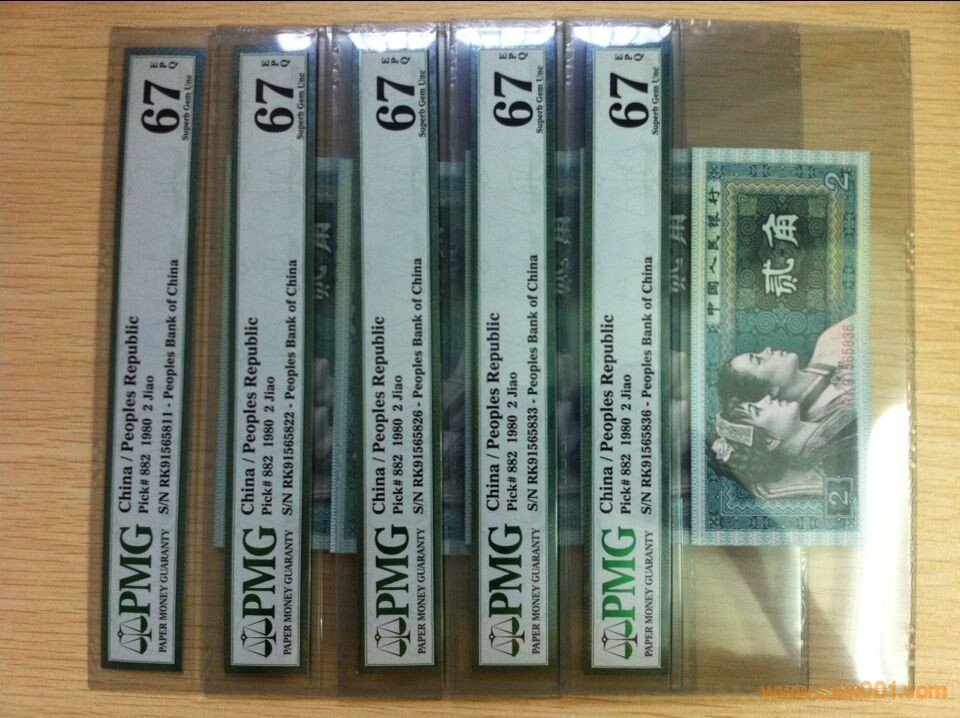 PMG
PAPER MONEY GUARANTY
China / Peoples Republic
Pick# 882 1980 2 Jiao
S/N RK91565811 - Peoples Bank of China
67 EPQ
Superb Gem Unc
PMG
PAPER MONEY GUARANTY
China / Peoples Republic
Pick# 882 1980 2 Jiao
S/N RK91565822 - Peoples Bank of China
67 EPQ
Superb Gem Unc
PMG
PAPER MONEY GUARANTY
China / Peoples Republic
Pick# 882 1980 2 Jiao
S/N RK91565826 - Peoples Bank of China
67 EPQ
Superb Gem Unc
PMG
PAPER MONEY GUARANTY
China / Peoples Republic
Pick# 882 1980 2 Jiao
S/N RK91565833 - Peoples Bank of China
67 EPQ
Superb Gem Unc
PMG
PAPER MONEY GUARANTY
China / Peoples Republic
Pick# 882 1980 2 Jiao
S/N RK91565836 - Peoples Bank of China
67 EPQ
Superb Gem Unc
中国人民银行
贰角
RK91565836
2
2